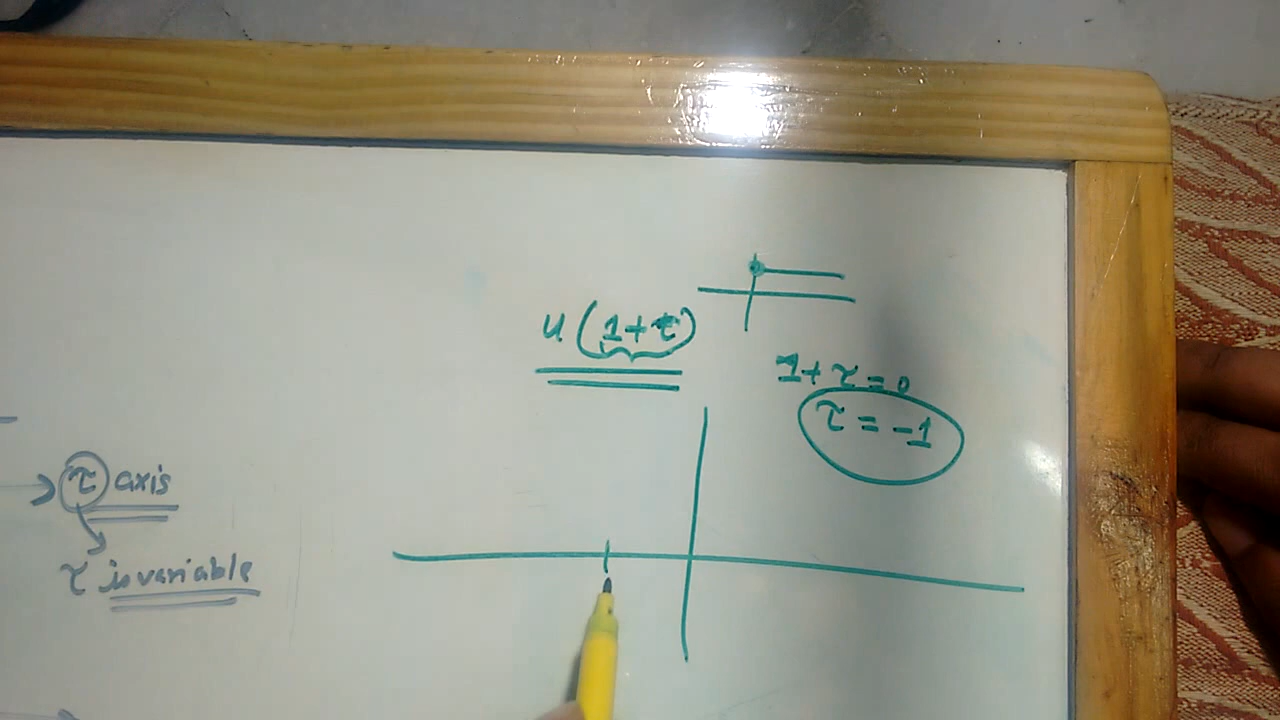 u(1+τ)
1+τ=0
τ=-1
τ axis
τ is variable